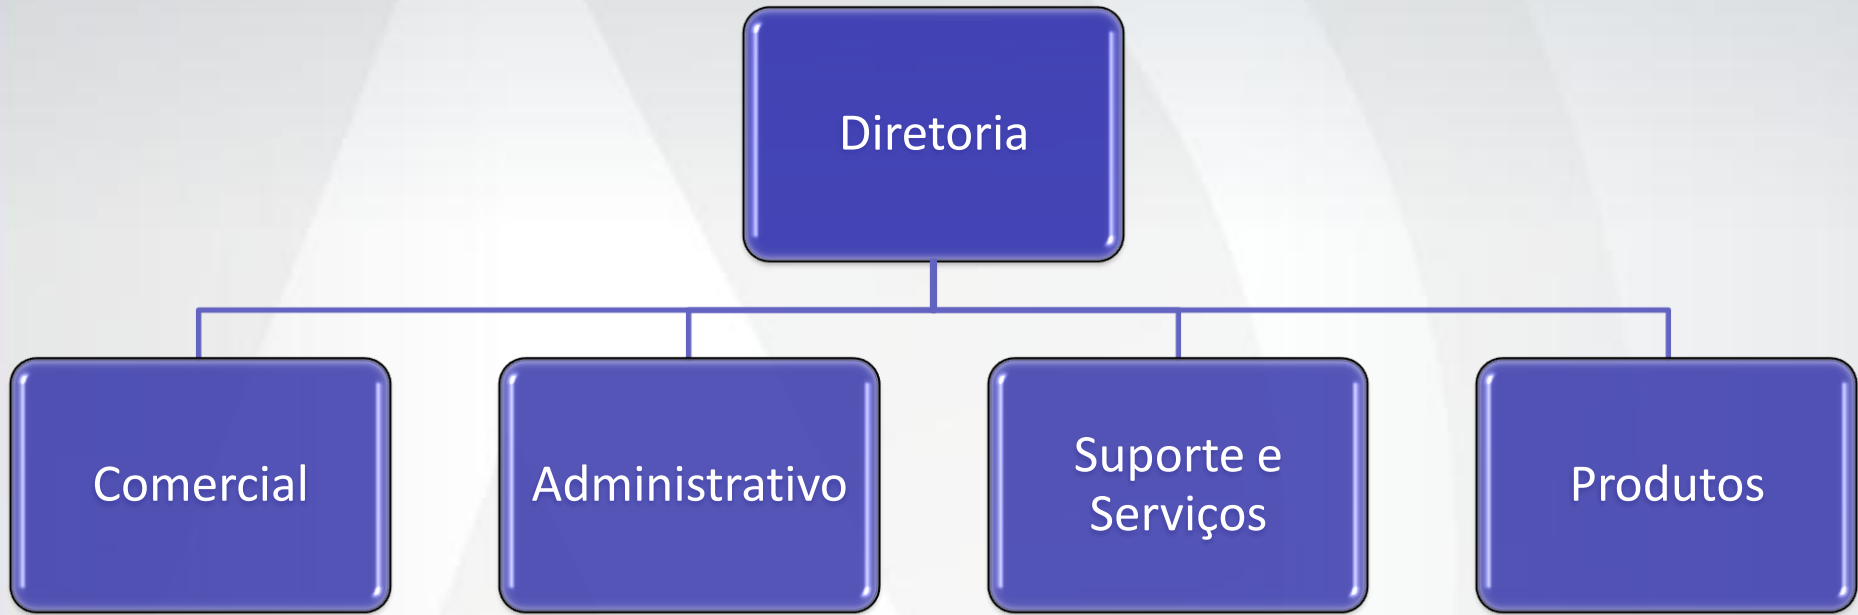 Diretoria
Comercial
Administrativo
Suporte e
Serviços
Produtos